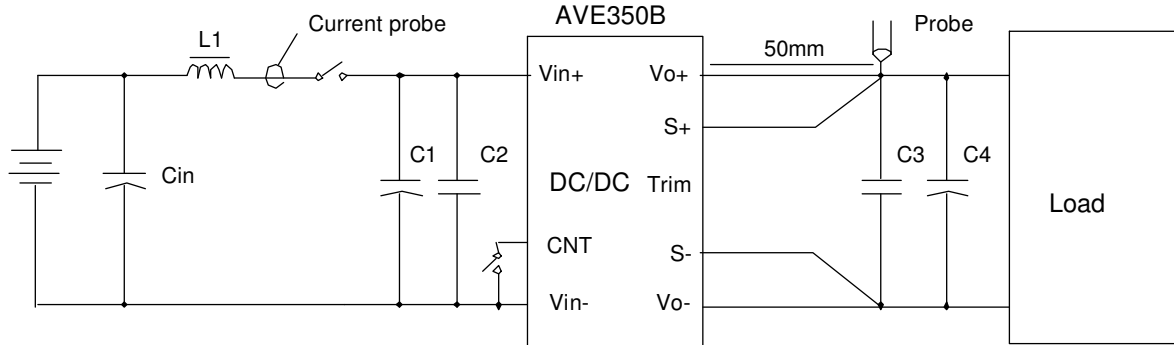 AVE350B
Current probe
Probe
L1
50mm
Vin+
Vo+
S+
C1
C2
C3
C4
Cin
DC/DC
Trim
Load
CNT
S-
Vin-
Vo-